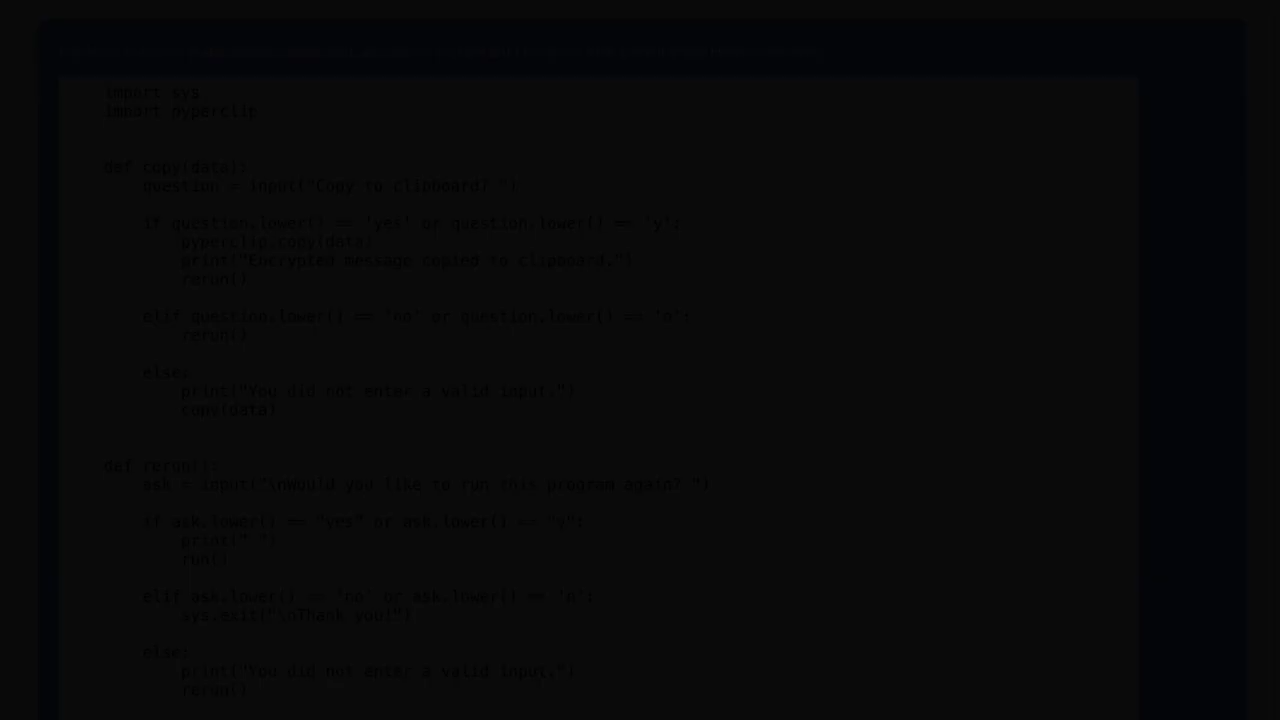 import sys
import pyperclip
def copy(data):
question = input("Copy to clipboard? ")
if question.lower() == 'yes' or question.lower() == 'y':
pyperclip.copy(data)
print("Encrypted message copied to clipboard.")
rerun()
elif question.lower() == 'no' or question.lower() == 'n':
rerun()
else:
print("You did not enter a valid input.")
copy(data)
def rerun():
ask = input("\nWould you like to run this program again? ")
if ask.lower() == "yes" or ask.lower() == "y":
print(" ")
run()
elif ask.lower() == 'no' or ask.lower() == 'n':
sys.exit("\nThank you!")
else:
print("You did not enter a valid input.")
rerun()